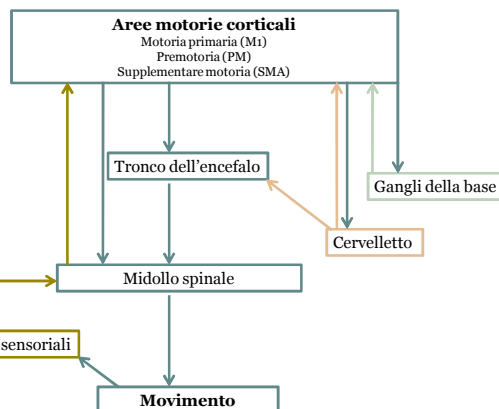 Aree motorie corticali
Motoria primaria (M1)
Premotoria (PM)
Supplementare motoria (SMA)
Tronco dell'encefalo
Gangli della base
Cervelletto
Midollo spinale
sensoriali
Movimento